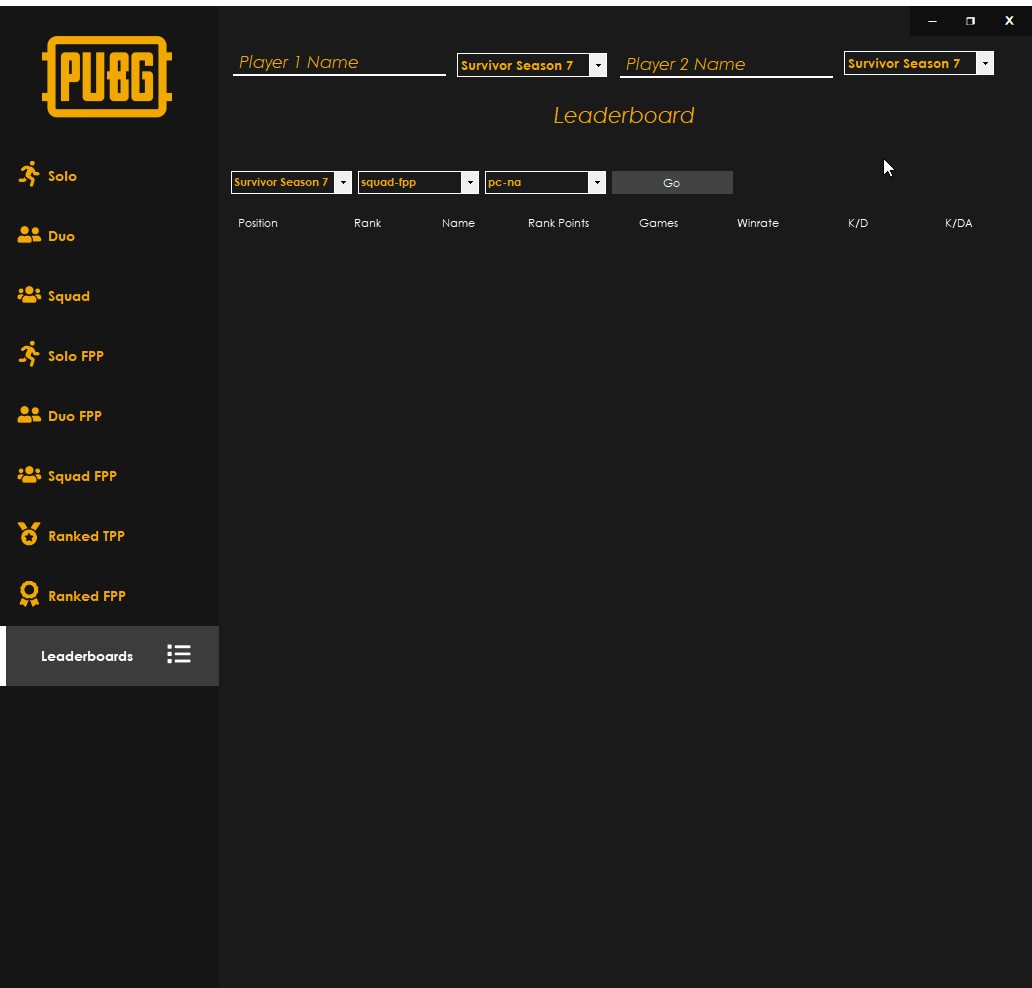 PUBG
Player 1 Name
Survivor Season 7
Player 2 Name
Survivor Season 7
Leaderboard
Survivor Season 7
squad-fpp
pc-na
Go
Position Rank Name Rank Points Games Winrate K/D K/DA
Solo
Duo
Squad
Solo FPP
Duo FPP
Squad FPP
Ranked TPP
Ranked FPP
Leaderboards